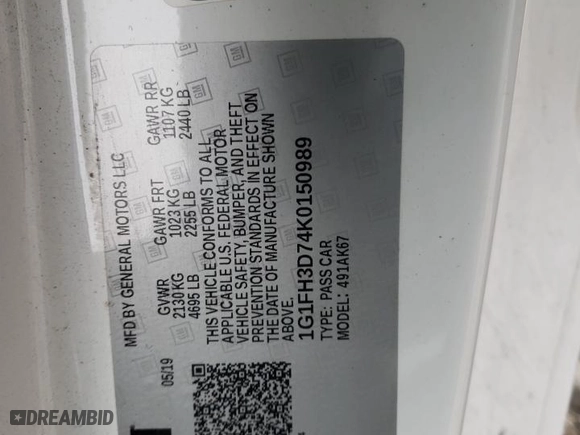 MFD BY GENERAL MOTORS LLC
05/19
GVWR GAWR FRT GAWR RR
2130 KG 1023 KG 1107 KG
4695 LB 2255 LB 2440 LB
THIS VEHICLE CONFORMS TO ALL
APPLICABLE U.S. FEDERAL MOTOR
VEHICLE SAFETY, BUMPER, AND THEFT
PREVENTION STANDARDS IN EFFECT ON
THE DATE OF MANUFACTURE SHOWN
ABOVE.
1G1FH3D74K0150989
TYPE: PASS CAR
MODEL: 491AK67
GM
DREAMBID